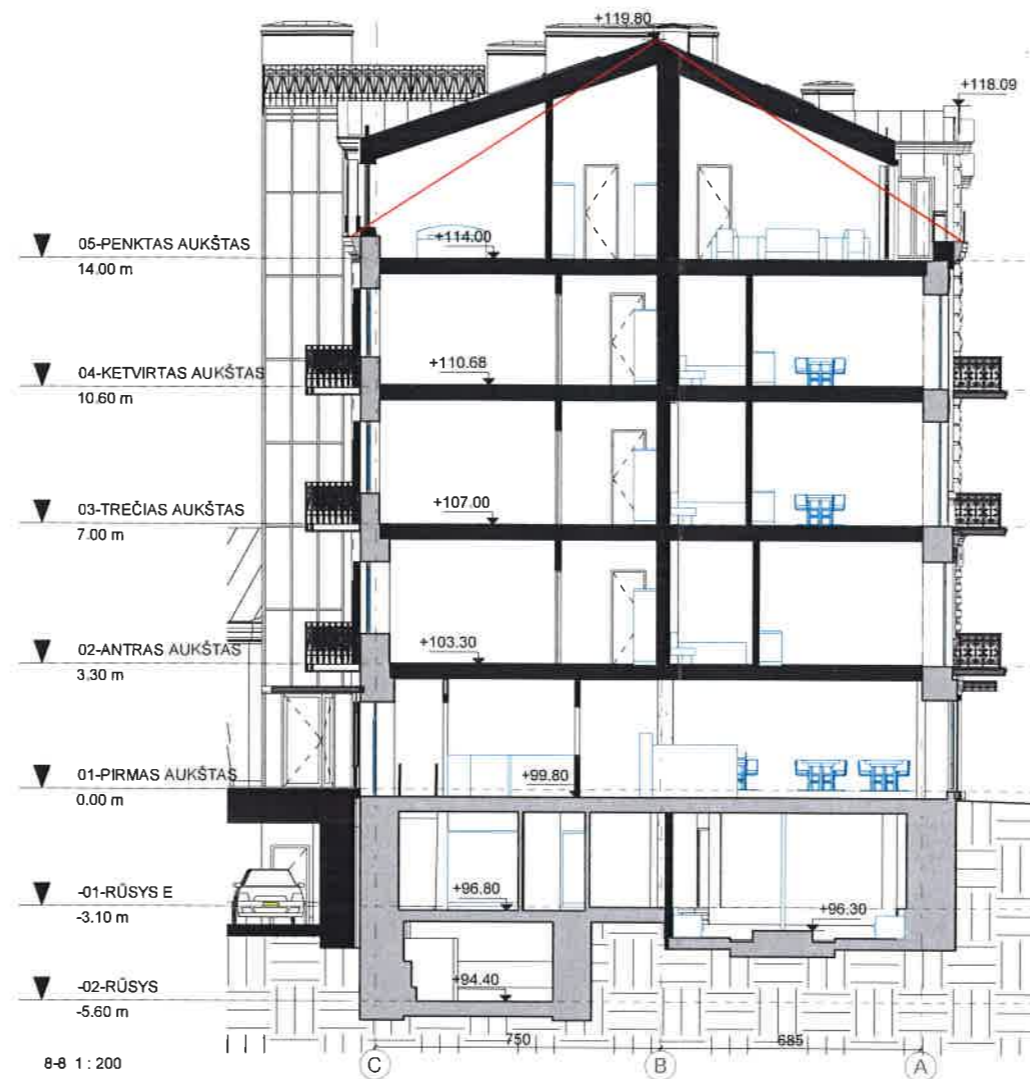 +119.80
+118.09
05-PENKTAS AUKŠTAS
14.00 m
+114.00
04-KETVIRTAS AUKŠTAS
10.60 m
+110.68
03-TREČIAS AUKŠTAS
7.00 m
+107.00
02-ANTRAS AUKŠTAS
3.30 m
+103.30
01-PIRMAS AUKŠTAS
0.00 m
+99.80
-01-RŪSYS E
-3.10 m
+96.80
+96.30
-02-RŪSYS
-5.60 m
+94.40
750
685
8-8 1 : 200
C
B
A